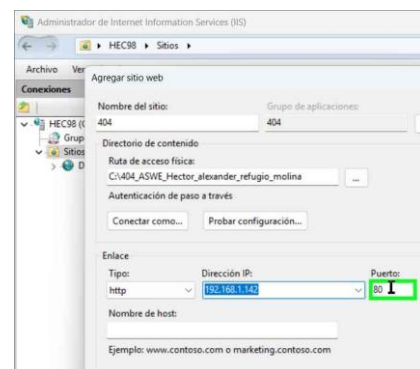 Administrador de Internet Information Services (IIS)
HEC98 Sitios
Archivo Ver
Agregar sitio web
Conexiones
Nombre del sitio: Grupo de aplicaciones:
404 404
HEC98
Grup
Directorio de contenido
Sitios
Ruta de acceso física:
D
C:\404_ASWE_Hector_alexander_refugio_molina ...
Autenticación de paso a través
Conectar como... Probar configuración...
Enlace
Tipo: Dirección IP: Puerto:
http 192.168.1.142 80
Nombre de host:
Ejemplo: www.contoso.com o marketing.contoso.com